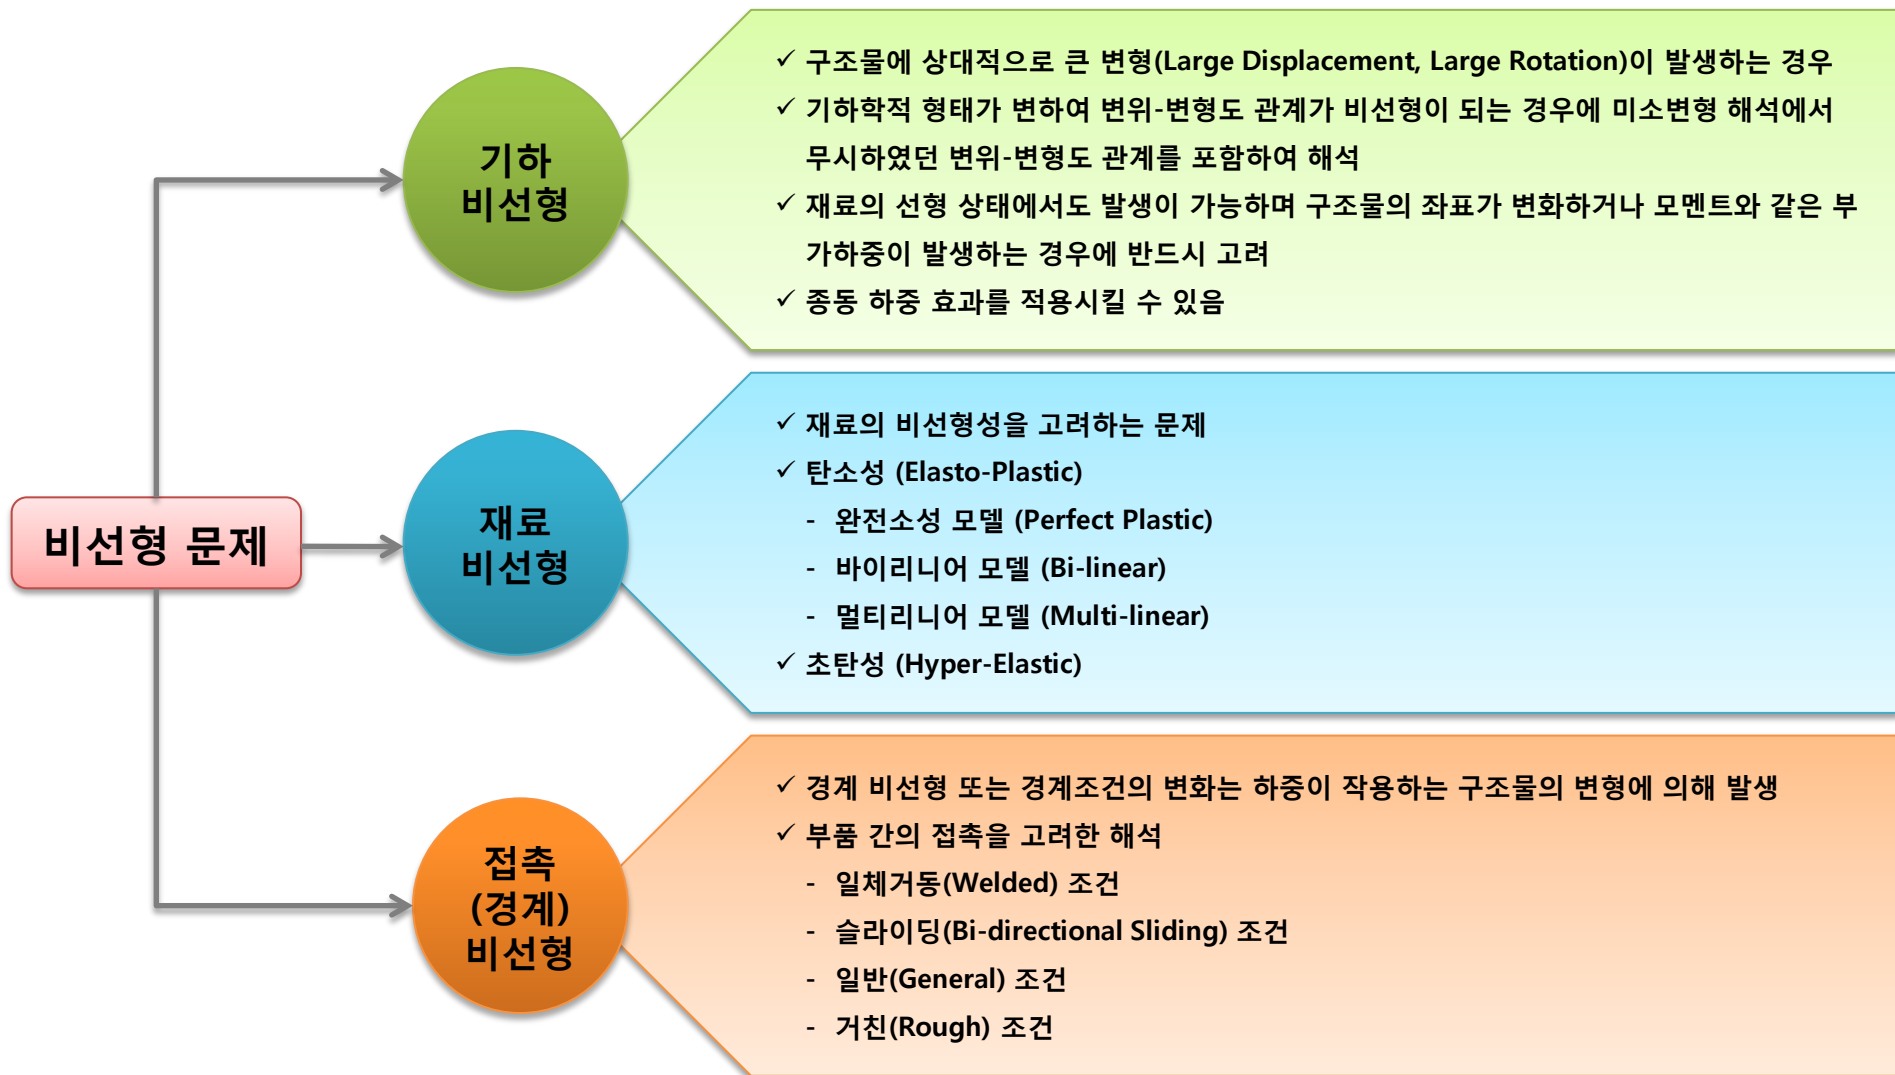 비선형 문제
기하
비선형
✓ 구조물에 상대적으로 큰 변형(Large Displacement, Large Rotation)이 발생하는 경우
✓ 기하학적 형태가 변하여 변위-변형도 관계가 비선형이 되는 경우에 미소변형 해석에서
무시하였던 변위-변형도 관계를 포함하여 해석
✓ 재료의 선형 상태에서도 발생이 가능하며 구조물의 좌표가 변화하거나 모멘트와 같은 부
가하중이 발생하는 경우에 반드시 고려
✓ 종동 하중 효과를 적용시킬 수 있음
재료
비선형
✓ 재료의 비선형성을 고려하는 문제
✓ 탄소성 (Elasto-Plastic)
- 완전소성 모델 (Perfect Plastic)
- 바이리니어 모델 (Bi-linear)
- 멀티리니어 모델 (Multi-linear)
✓ 초탄성 (Hyper-Elastic)
접촉
(경계)
비선형
✓ 경계 비선형 또는 경계조건의 변화는 하중이 작용하는 구조물의 변형에 의해 발생
✓ 부품 간의 접촉을 고려한 해석
- 일체거동(Welded) 조건
- 슬라이딩(Bi-directional Sliding) 조건
- 일반(General) 조건
- 거친(Rough) 조건